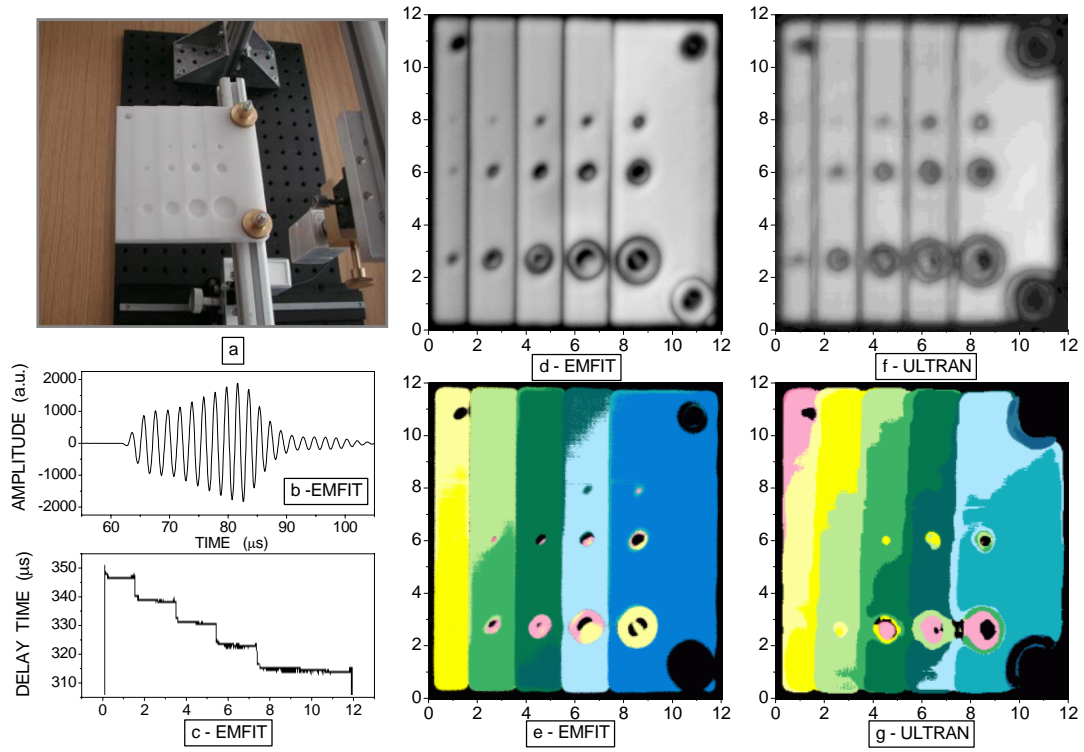 a
AMPLITUDE (a.u.)
2000
1000
0
-1000
-2000
b -EMFIT
60 70 80 90 100
TIME (μs)
DELAY TIME (μs)
350
340
330
320
310
0 2 4 6 8 10 12
c - EMFIT
12
10
8
6
4
2
0
0 2 4 6 8 10 12
d - EMFIT
12
10
8
6
4
2
0
0 2 4 6 8 10 12
f - ULTRAN
12
10
8
6
4
2
0
0 2 4 6 8 10 12
e - EMFIT
12
10
8
6
4
2
0
0 2 4 6 8 10 12
g - ULTRAN